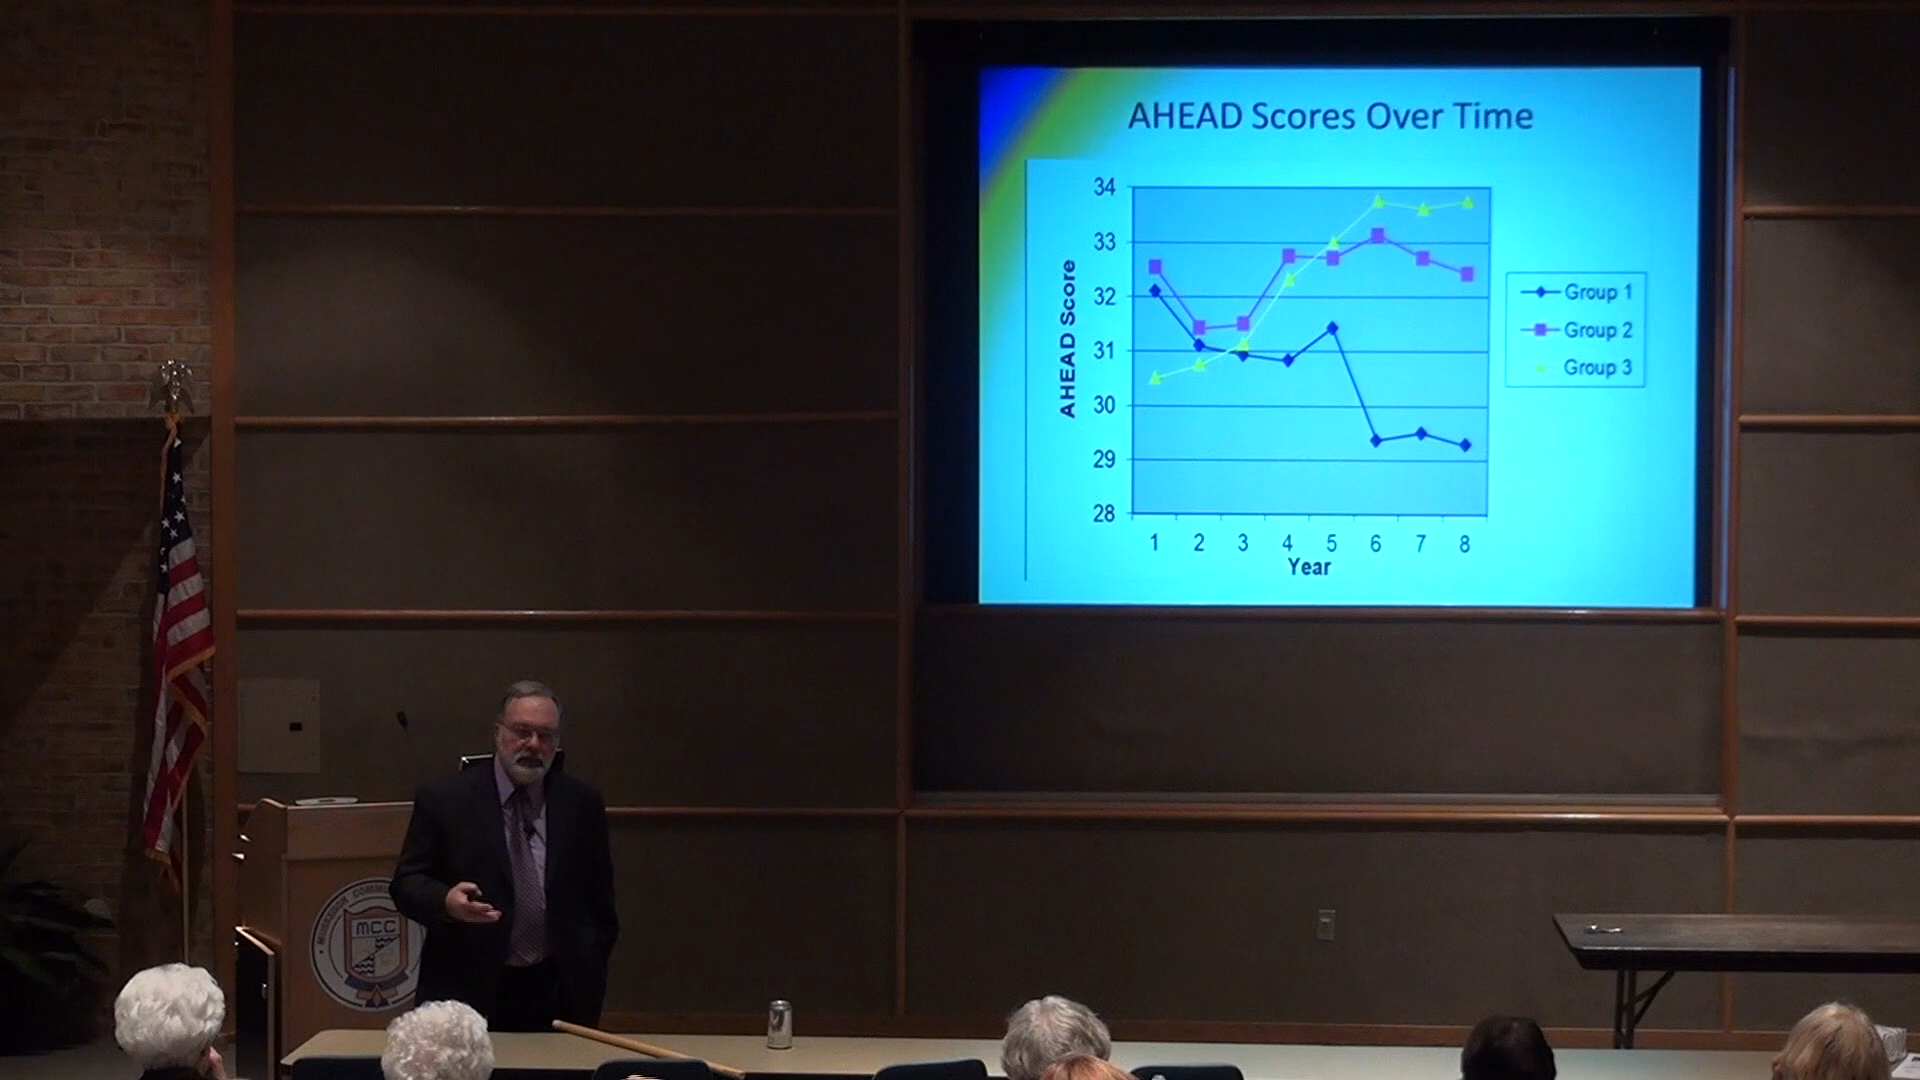 AHEAD Scores Over Time
AHEAD Score
34
33
32
31
30
29
28
1 2 3 4 5 6 7 8
Year
Group 1
Group 2
Group 3
MCC